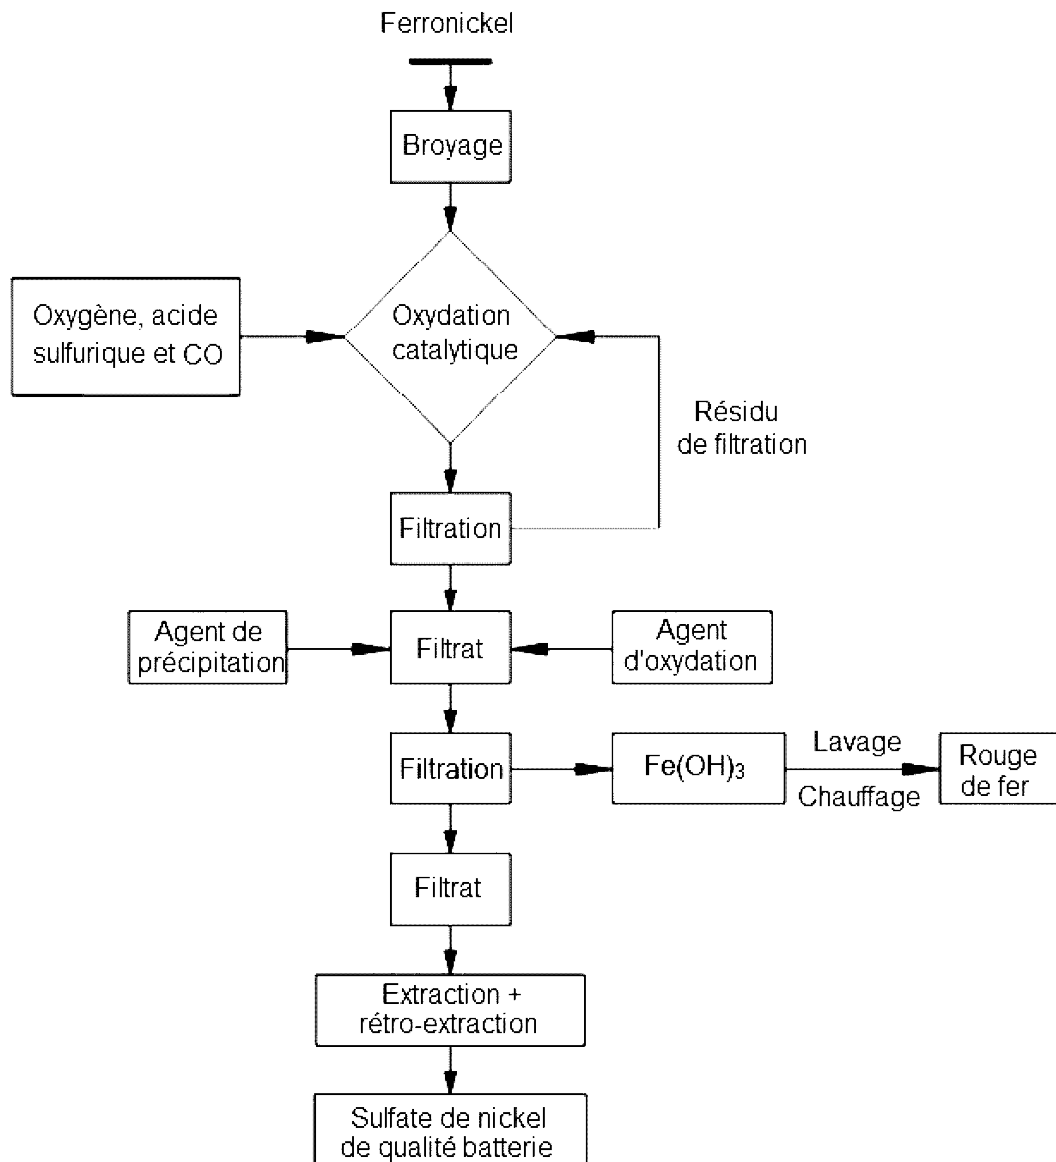 Ferronickel
Broyage
Oxygène, acide
sulfurique et CO
Oxydation
catalytique
Résidu
de filtration
Filtration
Agent de
précipitation
Filtrat
Agent
d'oxydation
Filtration
Fe(OH)₃
Lavage
Chauffage
Rouge
de fer
Filtrat
Extraction +
rétro-extraction
Sulfate de nickel
de qualité batterie